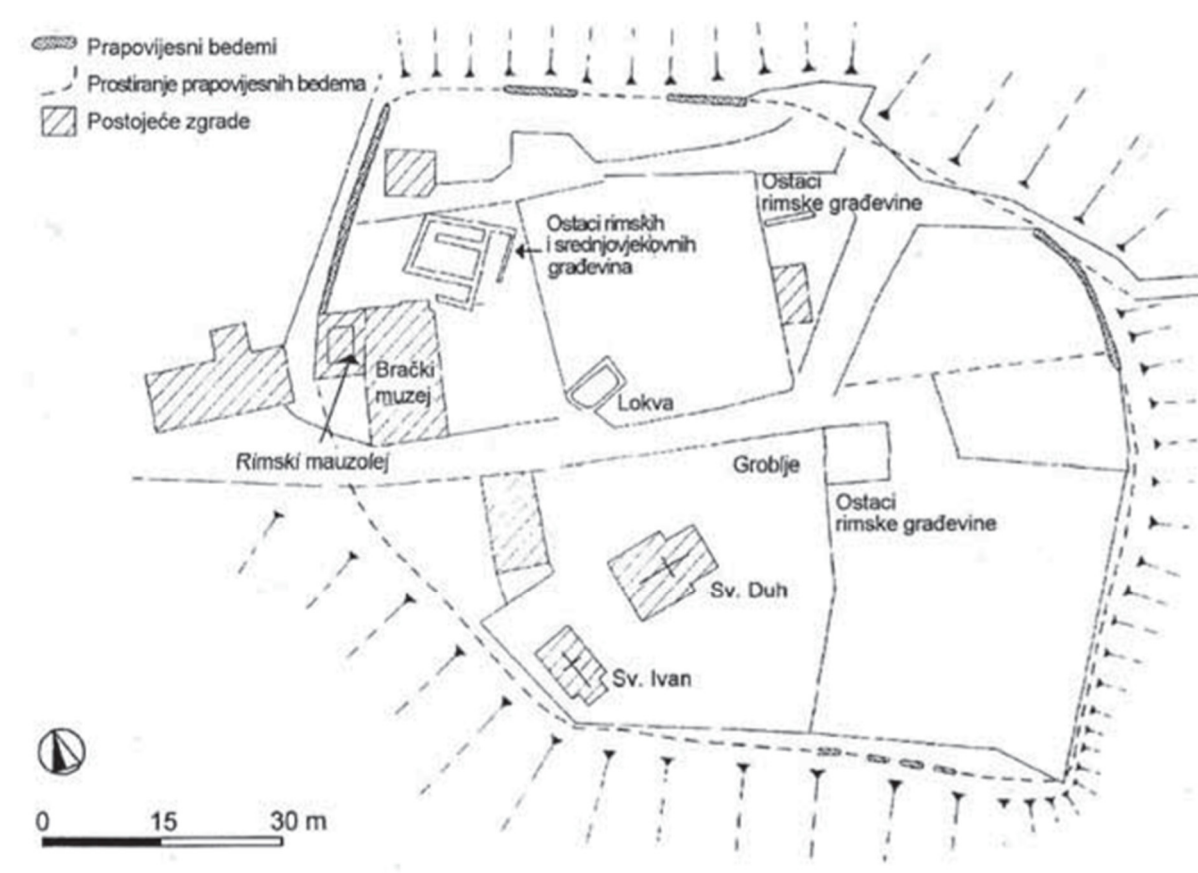 Prapovijesni bedemi
Prostiranje prapovijesnih bedema
Postojeće zgrade
Ostaci
rimske građevine
Ostaci rimskih
i srednjovjekovnih
građevina
Brački
muzej
Lokva
Rimski mauzolej
Groblje
Ostaci
rimske građevine
Sv. Duh
Sv. Ivan
0 15 30 m